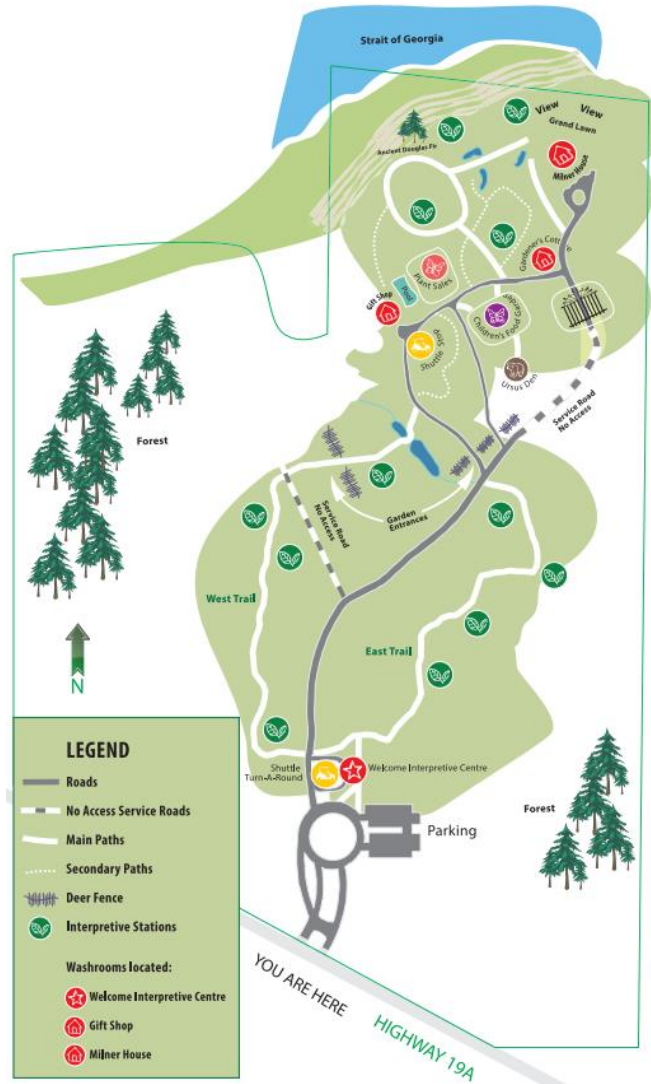 Strait of Georgia
View
View
Grand Lawn
Ancient Douglas Fir
Milner House
Gardener's Cottage
Plant Sales
Pool
Gift Shop
Children's Food Garden
Shuttle
Stop
Ursus Den
Service Road
No Access
Forest
Service Road
No Access
Garden
Entrances
West Trail
East Trail
N
Shuttle
Turn-A-Round
Welcome Interpretive Centre
Parking
Forest
LEGEND
Roads
No Access Service Roads
Main Paths
Secondary Paths
Deer Fence
Interpretive Stations
Washrooms located:
Welcome Interpretive Centre
Gift Shop
Milner House
YOU ARE HERE
HIGHWAY 19A